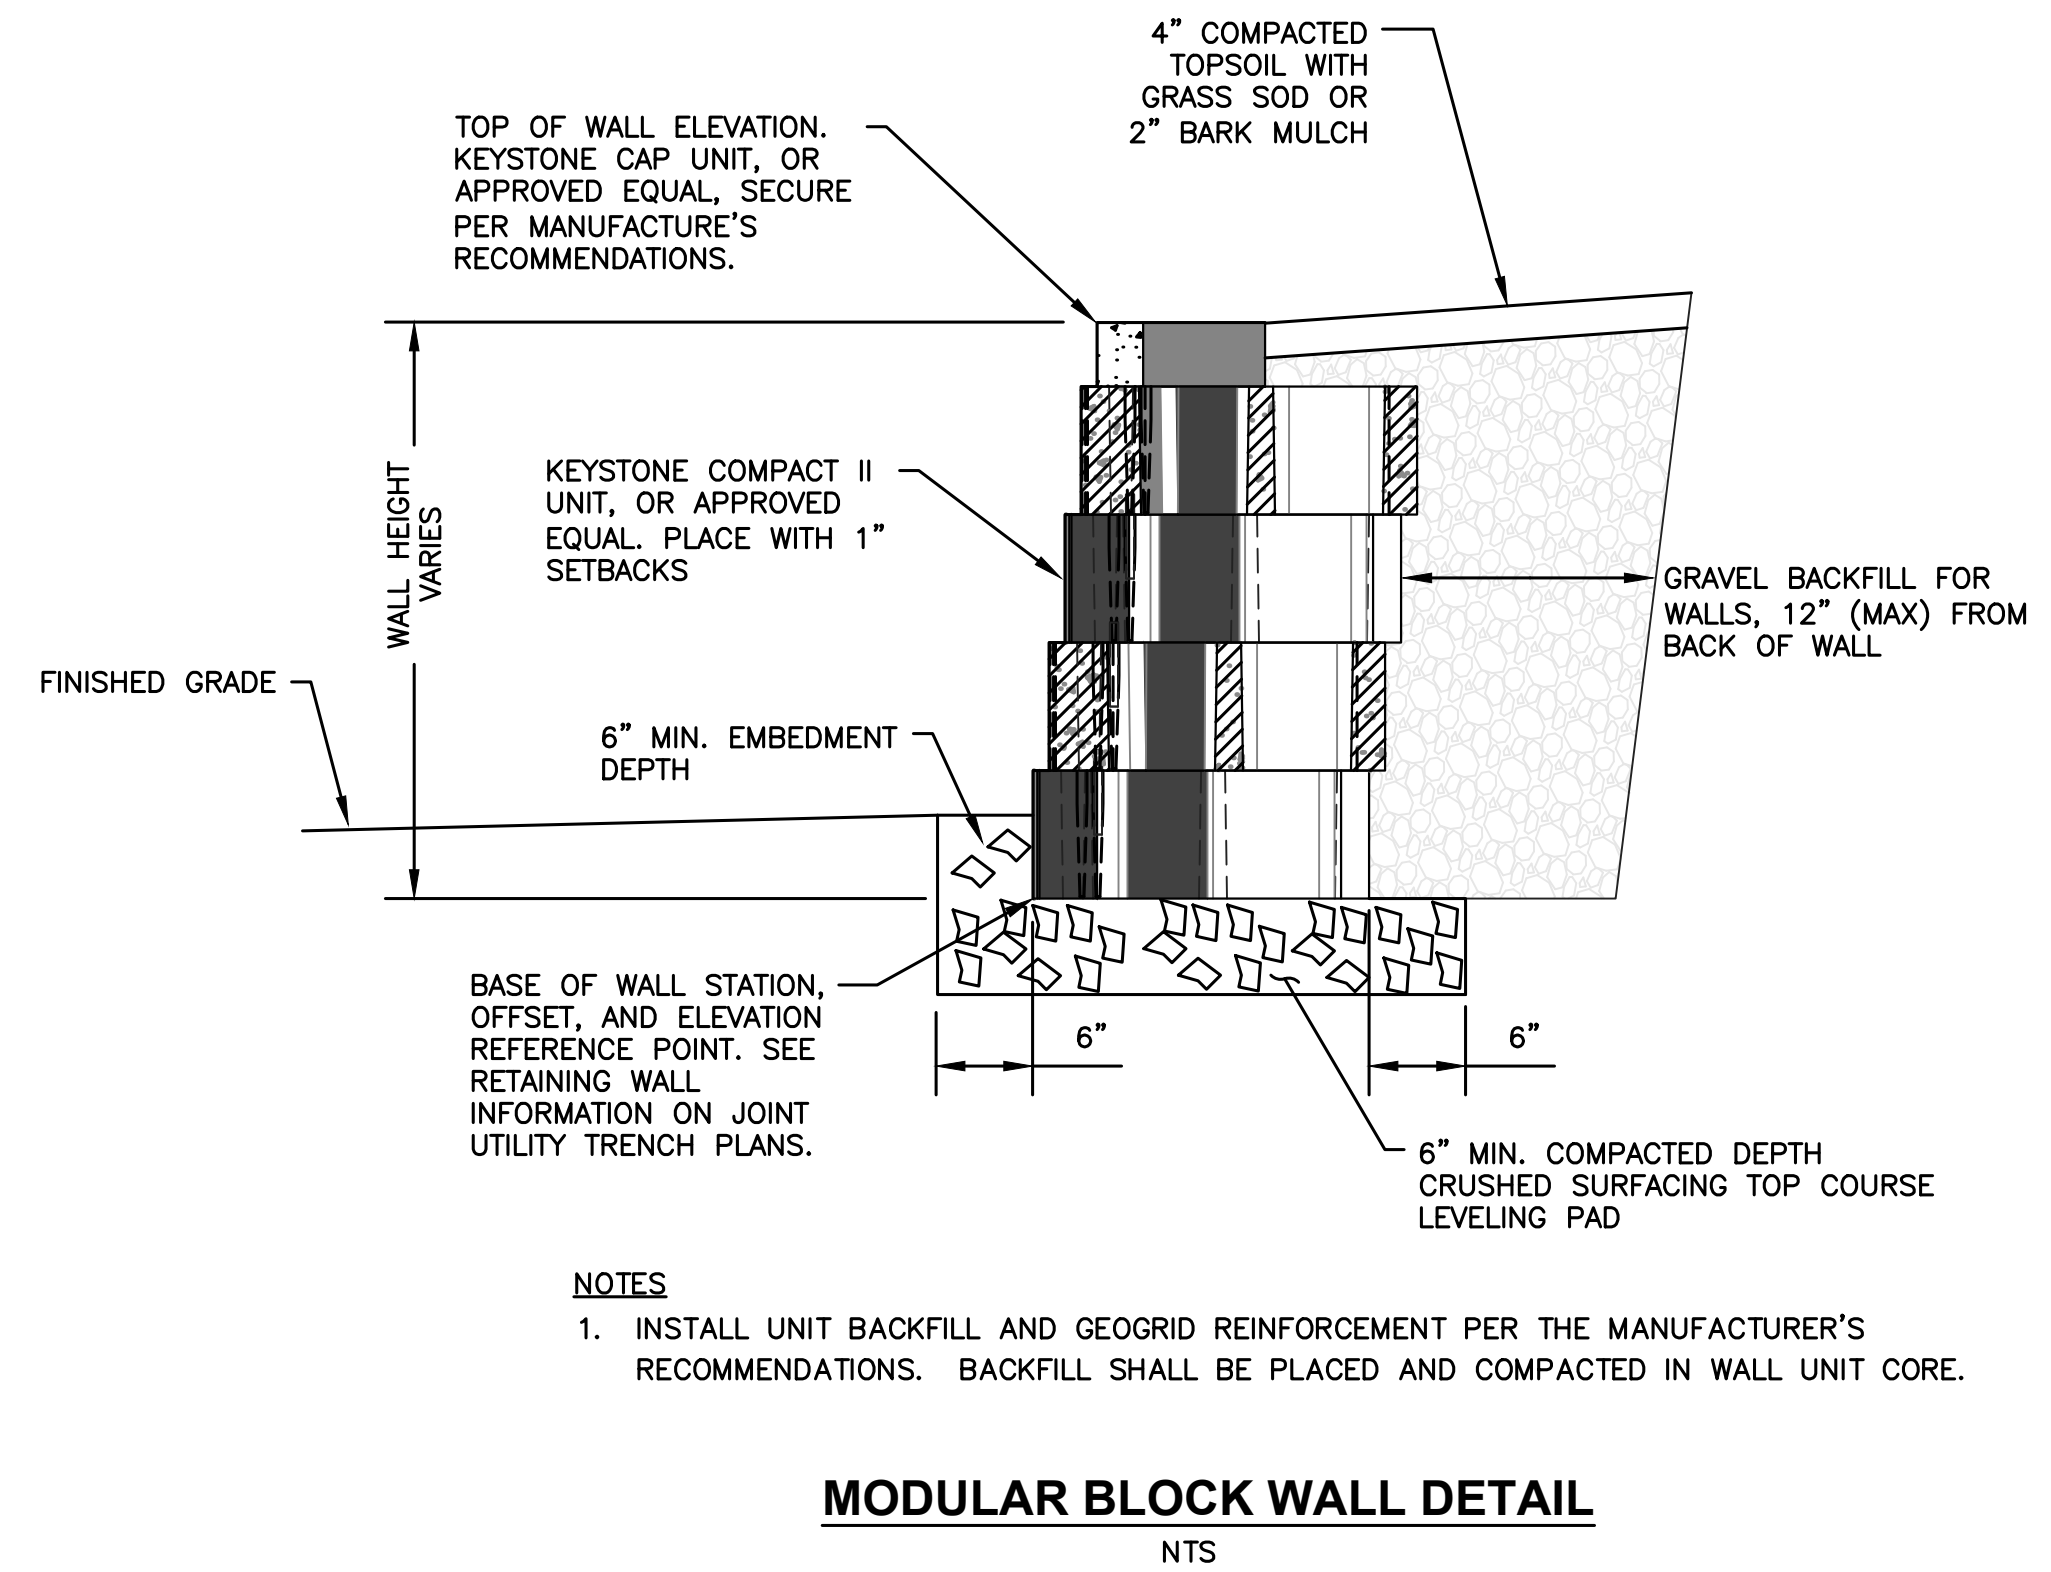 4” COMPACTED
TOPSOIL WITH
GRASS SOD OR
2” BARK MULCH
TOP OF WALL ELEVATION.
KEYSTONE CAP UNIT, OR
APPROVED EQUAL, SECURE
PER MANUFACTURE’S
RECOMMENDATIONS.
WALL HEIGHT
VARIES
KEYSTONE COMPACT II
UNIT, OR APPROVED
EQUAL. PLACE WITH 1”
SETBACKS
GRAVEL BACKFILL FOR
WALLS, 12” (MAX) FROM
BACK OF WALL
FINISHED GRADE
6” MIN. EMBEDMENT
DEPTH
BASE OF WALL STATION,
OFFSET, AND ELEVATION
REFERENCE POINT. SEE
RETAINING WALL
INFORMATION ON JOINT
UTILITY TRENCH PLANS.
6”
6”
6” MIN. COMPACTED DEPTH
CRUSHED SURFACING TOP COURSE
LEVELING PAD
NOTES
1. INSTALL UNIT BACKFILL AND GEOGRID REINFORCEMENT PER THE MANUFACTURER’S
RECOMMENDATIONS. BACKFILL SHALL BE PLACED AND COMPACTED IN WALL UNIT CORE.
MODULAR BLOCK WALL DETAIL
NTS